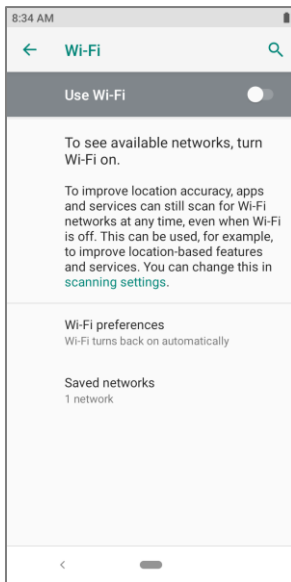 8:34 AM
Wi-Fi
Use Wi-Fi
To see available networks, turn
Wi-Fi on.
To improve location accuracy, apps
and services can still scan for Wi-Fi
networks at any time, even when Wi-Fi
is off. This can be used, for example,
to improve location-based features
and services. You can change this in
scanning settings.
Wi-Fi preferences
Wi-Fi turns back on automatically
Saved networks
1 network